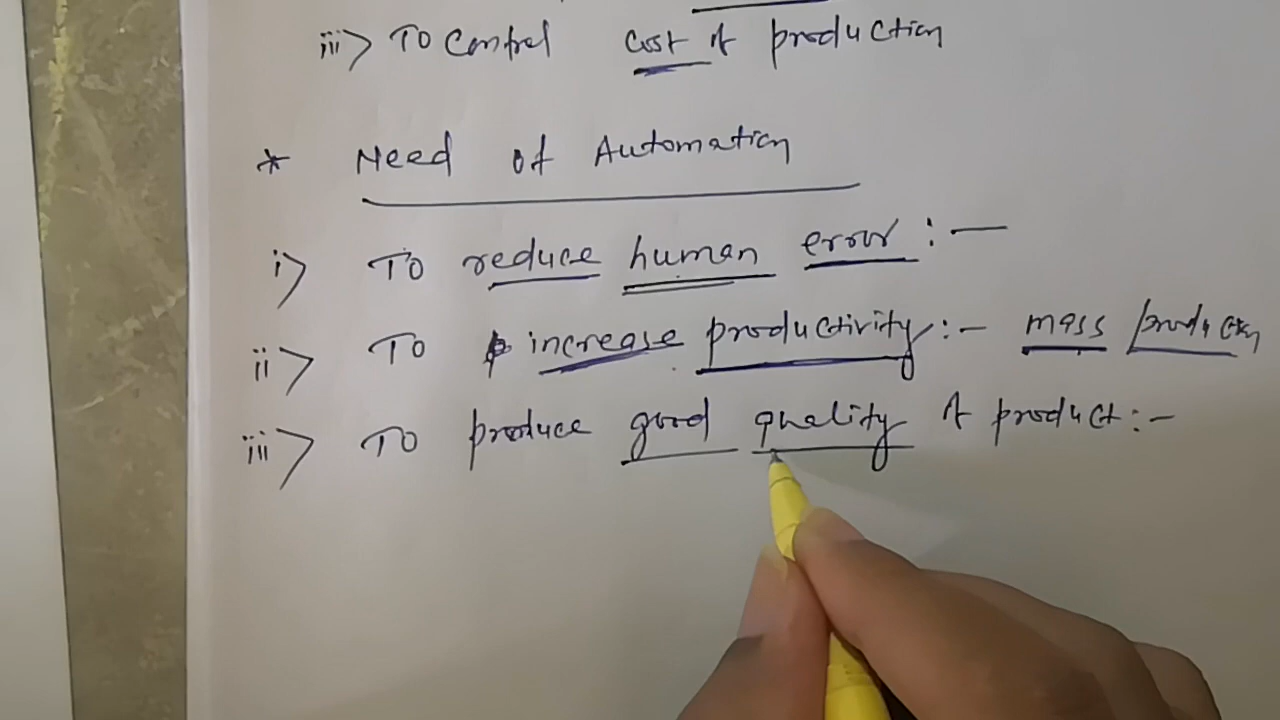 iii> To Control cost of production
* Need of Automation
i> To reduce human error :-
ii> To increase productivity :- mass production
iii> To produce good quality of product :-